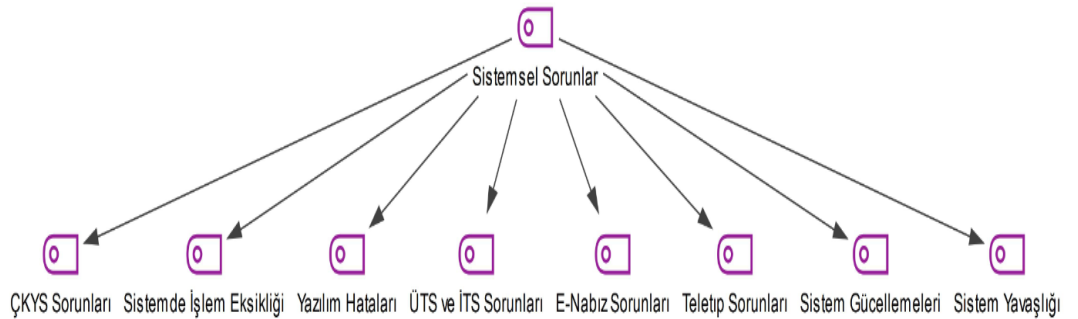 Sistemsel Sorunlar
ÇKYS Sorunları Sistemde İşlem Eksikliği Yazılım Hataları ÜTS ve İTS Sorunları E-Nabız Sorunları Teletıp Sorunları Sistem Gücellemeleri Sistem Yavaşlığı